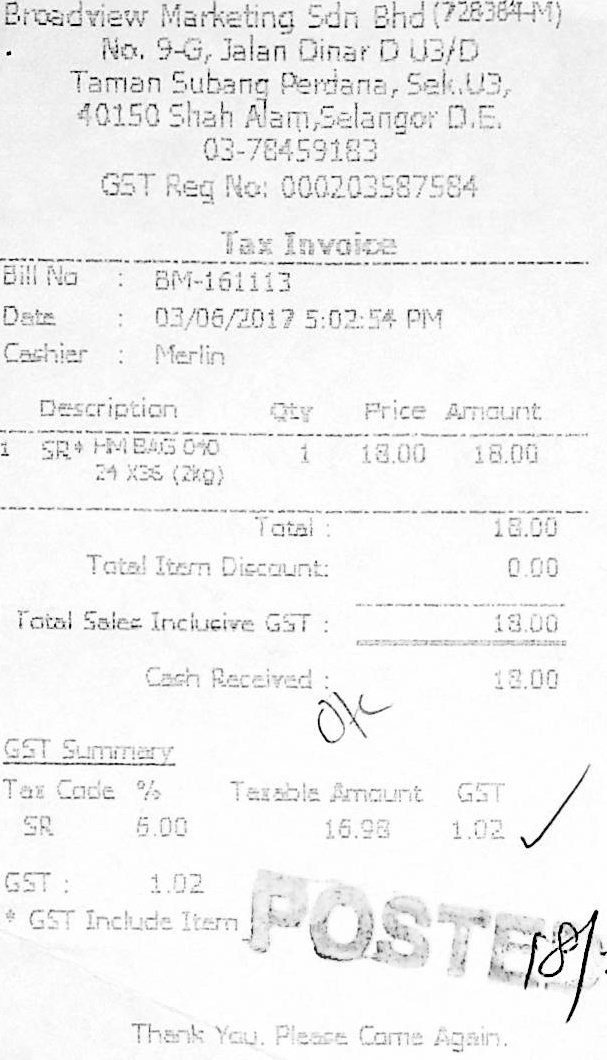 Broadview Marketing Sdn Bhd (728384-M)
No. 9-G, Jalan Dinar D U3/D
Taman Subang Perdana, Sek.U3,
40150 Shah Alam,Selangor D.E.
03-78459183
GST Reg No: 000203587584
Tax Invoice
Bill No : BM-161113
Date : 03/06/2017 5:02:54 PM
Cashier : Merlin
Description Qty Price Amount
1 SR* HM BAG 1 18.00 18.00
24 X36 (2kg)
Total : 18.00
Total Item Discount: 0.00
Total Sales Inclusive GST : 18.00
Cash Received : 18.00
O/K
GST Summary
Tax Code % Taxable Amount GST
SR 6.00 16.98 1.02
GST : 1.02
* GST Include Item
POSTED
18/-
Thank You. Please Come Again.